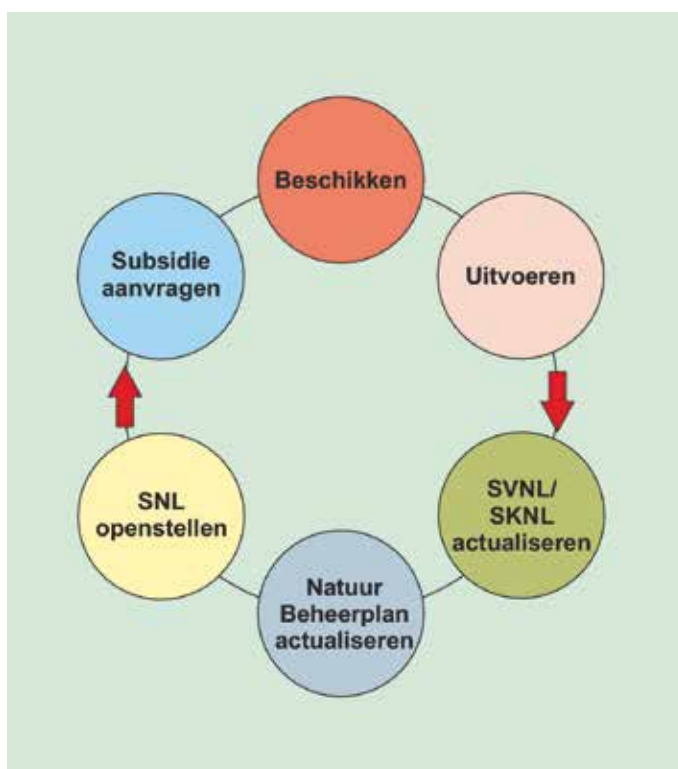 Beschikken
Uitvoeren
SVNL/
SKNL
actualiseren
Natuur
Beheerplan
actualiseren
SNL
openstellen
Subsidie
aanvragen